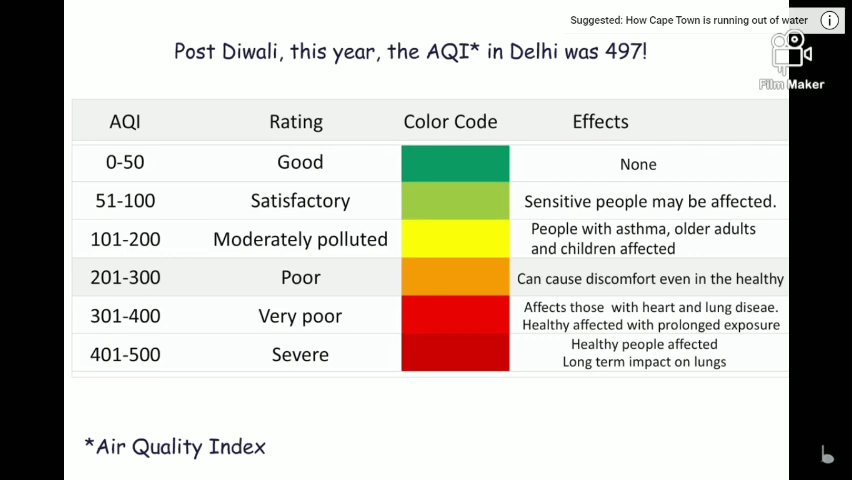 Suggested: How Cape Town is running out of water
Post Diwali, this year, the AQI* in Delhi was 497!
Film Maker
AQI Rating Color Code Effects
0-50 Good None
51-100 Satisfactory Sensitive people may be affected.
101-200 Moderately polluted People with asthma, older adults
and children affected
201-300 Poor Can cause discomfort even in the healthy
301-400 Very poor Affects those with heart and lung diseae.
Healthy affected with prolonged exposure
401-500 Severe Healthy people affected
Long term impact on lungs
*Air Quality Index